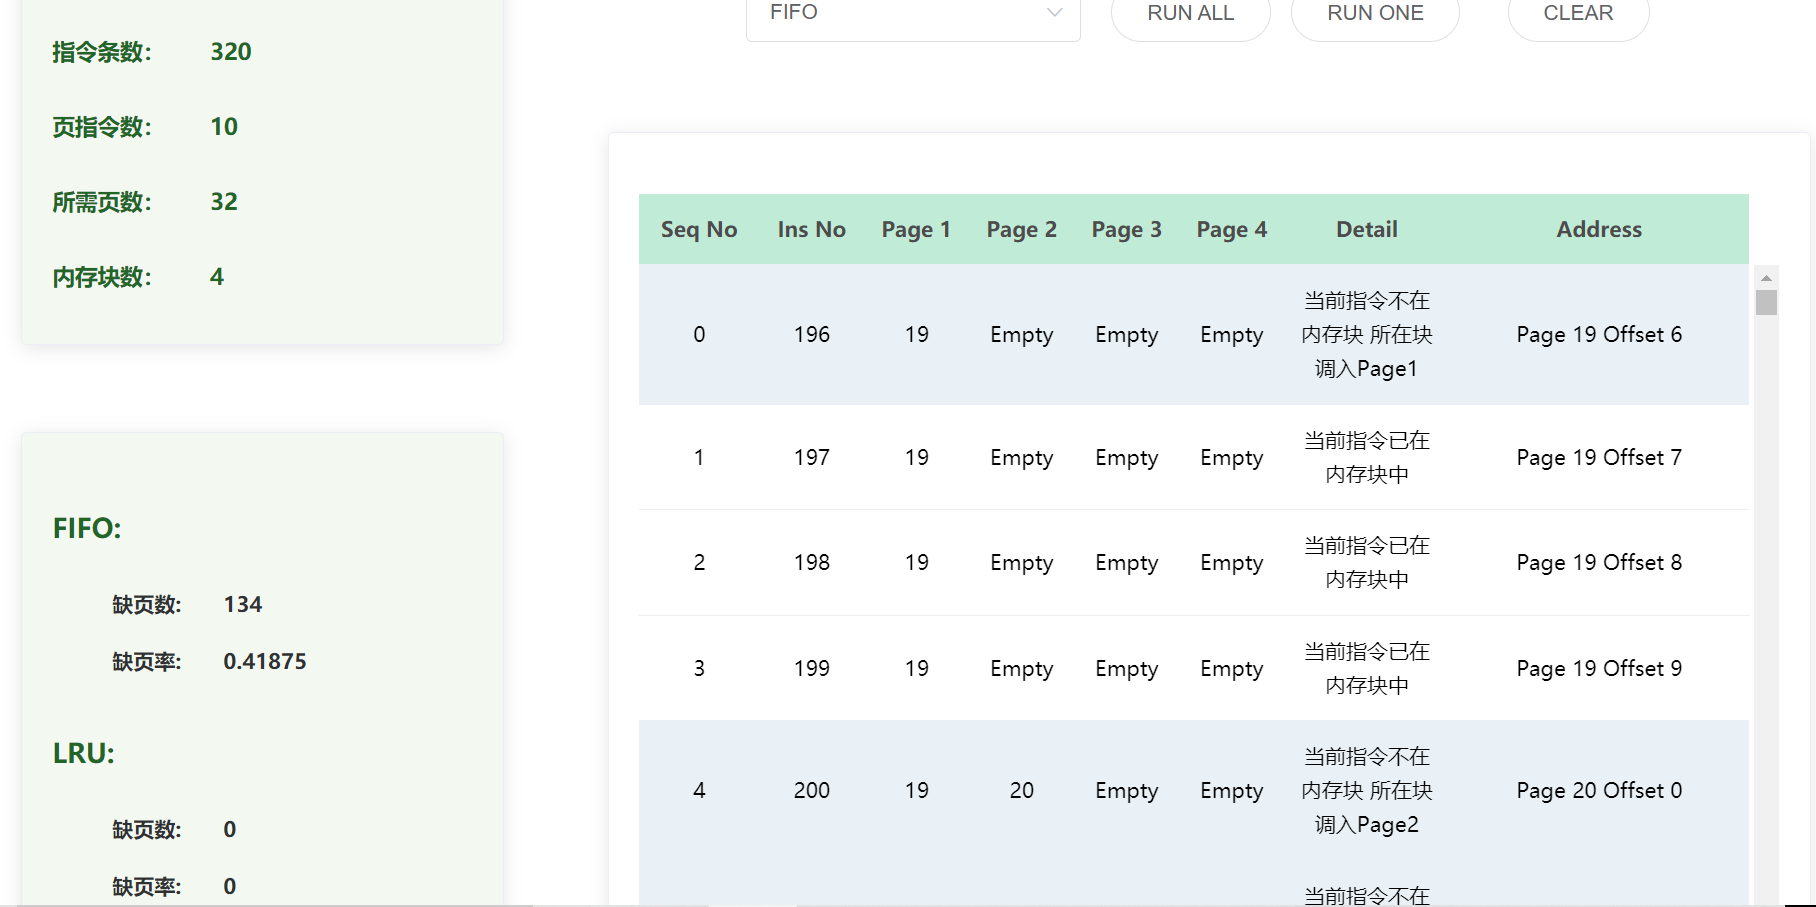 指令条数： 320
页指令数： 10
所需页数： 32
内存块数： 4
FIFO:
缺页数: 134
缺页率: 0.41875
LRU:
缺页数: 0
缺页率: 0
FIFO RUN ALL RUN ONE CLEAR
Seq No Ins No Page 1 Page 2 Page 3 Page 4 Detail Address
当前指令不在
0 196 19 Empty Empty Empty 内存块 所在块 Page 19 Offset 6
调入Page1
当前指令已在
1 197 19 Empty Empty Empty Page 19 Offset 7
内存块中
当前指令已在
2 198 19 Empty Empty Empty Page 19 Offset 8
内存块中
当前指令已在
3 199 19 Empty Empty Empty Page 19 Offset 9
内存块中
当前指令不在
4 200 19 20 Empty Empty 内存块 所在块 Page 20 Offset 0
调入Page2
当前指令不在